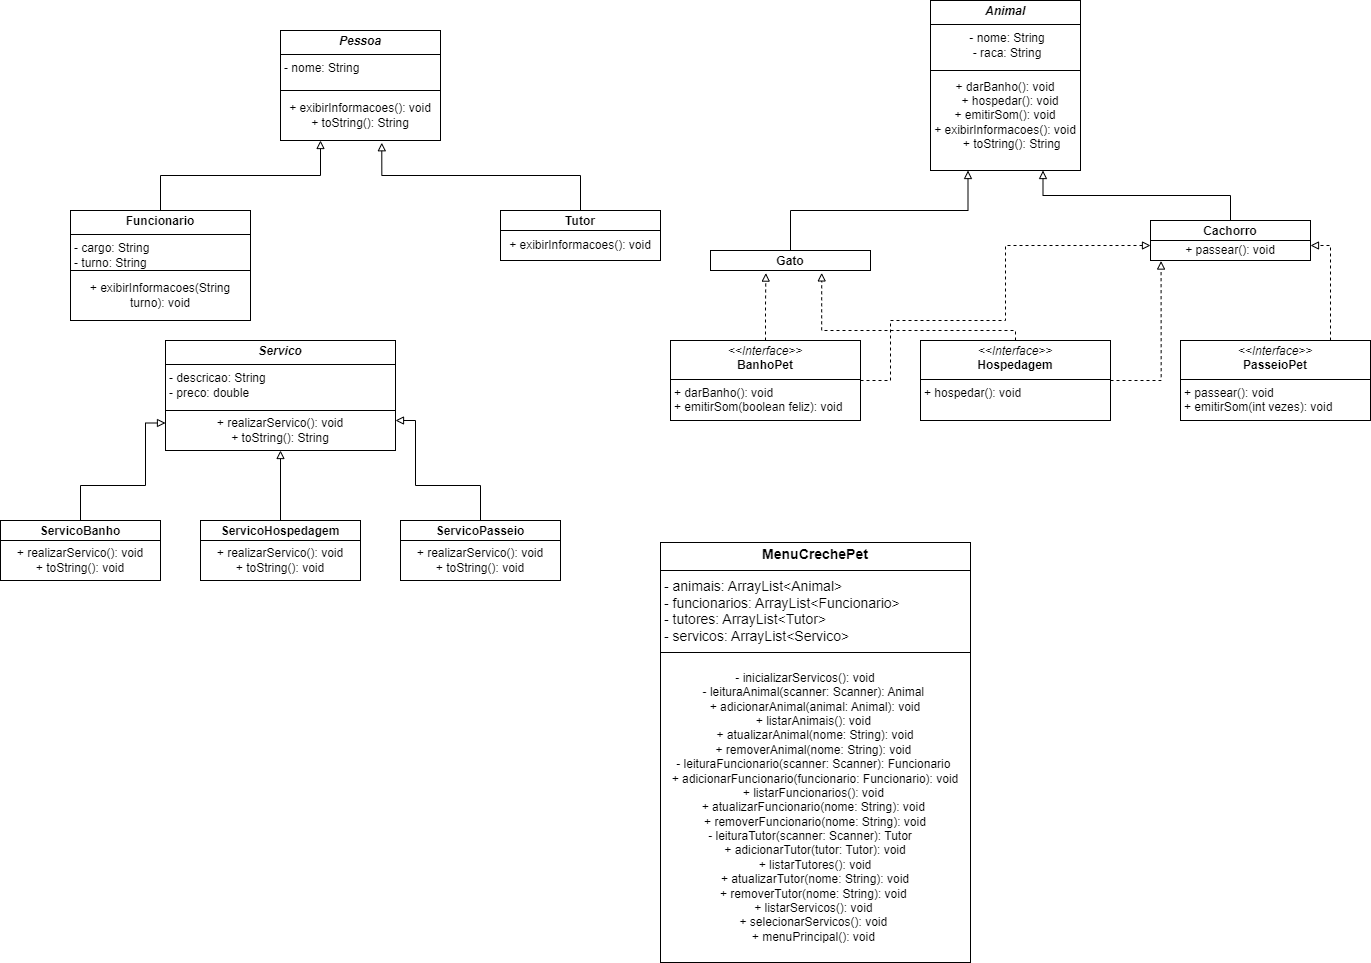 Pessoa
- nome: String
+ exibirInformacoes(): void
+ toString(): String
Funcionario
- cargo: String
- turno: String
+ exibirInformacoes(String
turno): void
Tutor
+ exibirInformacoes(): void
Animal
- nome: String
- raca: String
+ darBanho(): void
+ hospedar(): void
+ emitirSom(): void
+ exibirInformacoes(): void
+ toString(): String
Gato
Cachorro
+ passear(): void
<<Interface>>
BanhoPet
+ darBanho(): void
+ emitirSom(boolean feliz): void
<<Interface>>
Hospedagem
+ hospedar(): void
<<Interface>>
PasseioPet
+ passear(): void
+ emitirSom(int vezes): void
Servico
- descricao: String
- preco: double
+ realizarServico(): void
+ toString(): String
ServicoBanho
+ realizarServico(): void
+ toString(): void
ServicoHospedagem
+ realizarServico(): void
+ toString(): void
ServicoPasseio
+ realizarServico(): void
+ toString(): void
MenuCrechePet
- animais: ArrayList<Animal>
- funcionarios: ArrayList<Funcionario>
- tutores: ArrayList<Tutor>
- servicos: ArrayList<Servico>
- inicializarServicos(): void
- leituraAnimal(scanner: Scanner): Animal
+ adicionarAnimal(animal: Animal): void
+ listarAnimais(): void
+ atualizarAnimal(nome: String): void
+ removerAnimal(nome: String): void
- leituraFuncionario(scanner: Scanner): Funcionario
+ adicionarFuncionario(funcionario: Funcionario): void
+ listarFuncionarios(): void
+ atualizarFuncionario(nome: String): void
+ removerFuncionario(nome: String): void
- leituraTutor(scanner: Scanner): Tutor
+ adicionarTutor(tutor: Tutor): void
+ listarTutores(): void
+ atualizarTutor(nome: String): void
+ removerTutor(nome: String): void
+ listarServicos(): void
+ selecionarServicos(): void
+ menuPrincipal(): void